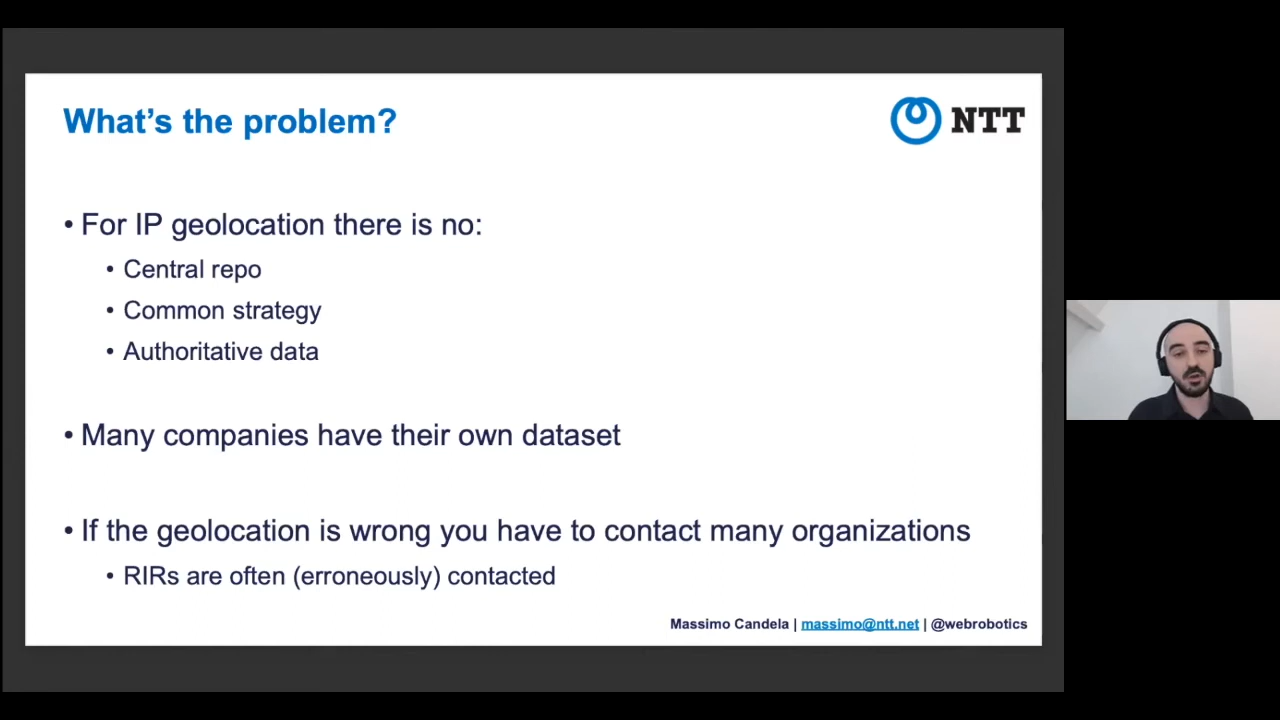 What's the problem?
NTT
• For IP geolocation there is no:
• Central repo
• Common strategy
• Authoritative data
• Many companies have their own dataset
• If the geolocation is wrong you have to contact many organizations
• RIRs are often (erroneously) contacted
Massimo Candela | massimo@ntt.net | @webrobotics